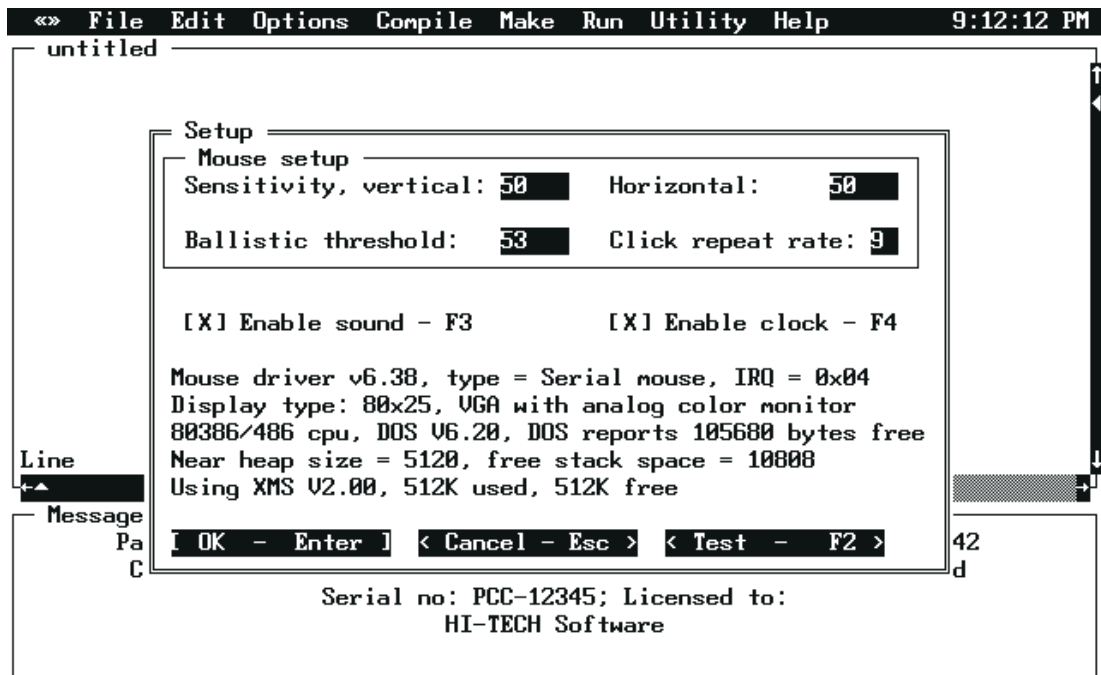 «» File Edit Options Compile Make Run Utility Help 9:12:12 PM
untitled
Setup
Mouse setup
Sensitivity, vertical: 50 Horizontal: 50
Ballistic threshold: 53 Click repeat rate: 9
[X] Enable sound - F3 [X] Enable clock - F4
Mouse driver v6.38, type = Serial mouse, IRQ = 0x04
Display type: 80x25, VGA with analog color monitor
80386/486 cpu, DOS V6.20, DOS reports 105680 bytes free
Line Near heap size = 5120, free stack space = 10808
Using XMS V2.00, 512K used, 512K free
Message
Pa [ OK - Enter ] < Cancel - Esc > < Test - F2 > 42
C d
Serial no: PCC-12345; Licensed to:
HI-TECH Software